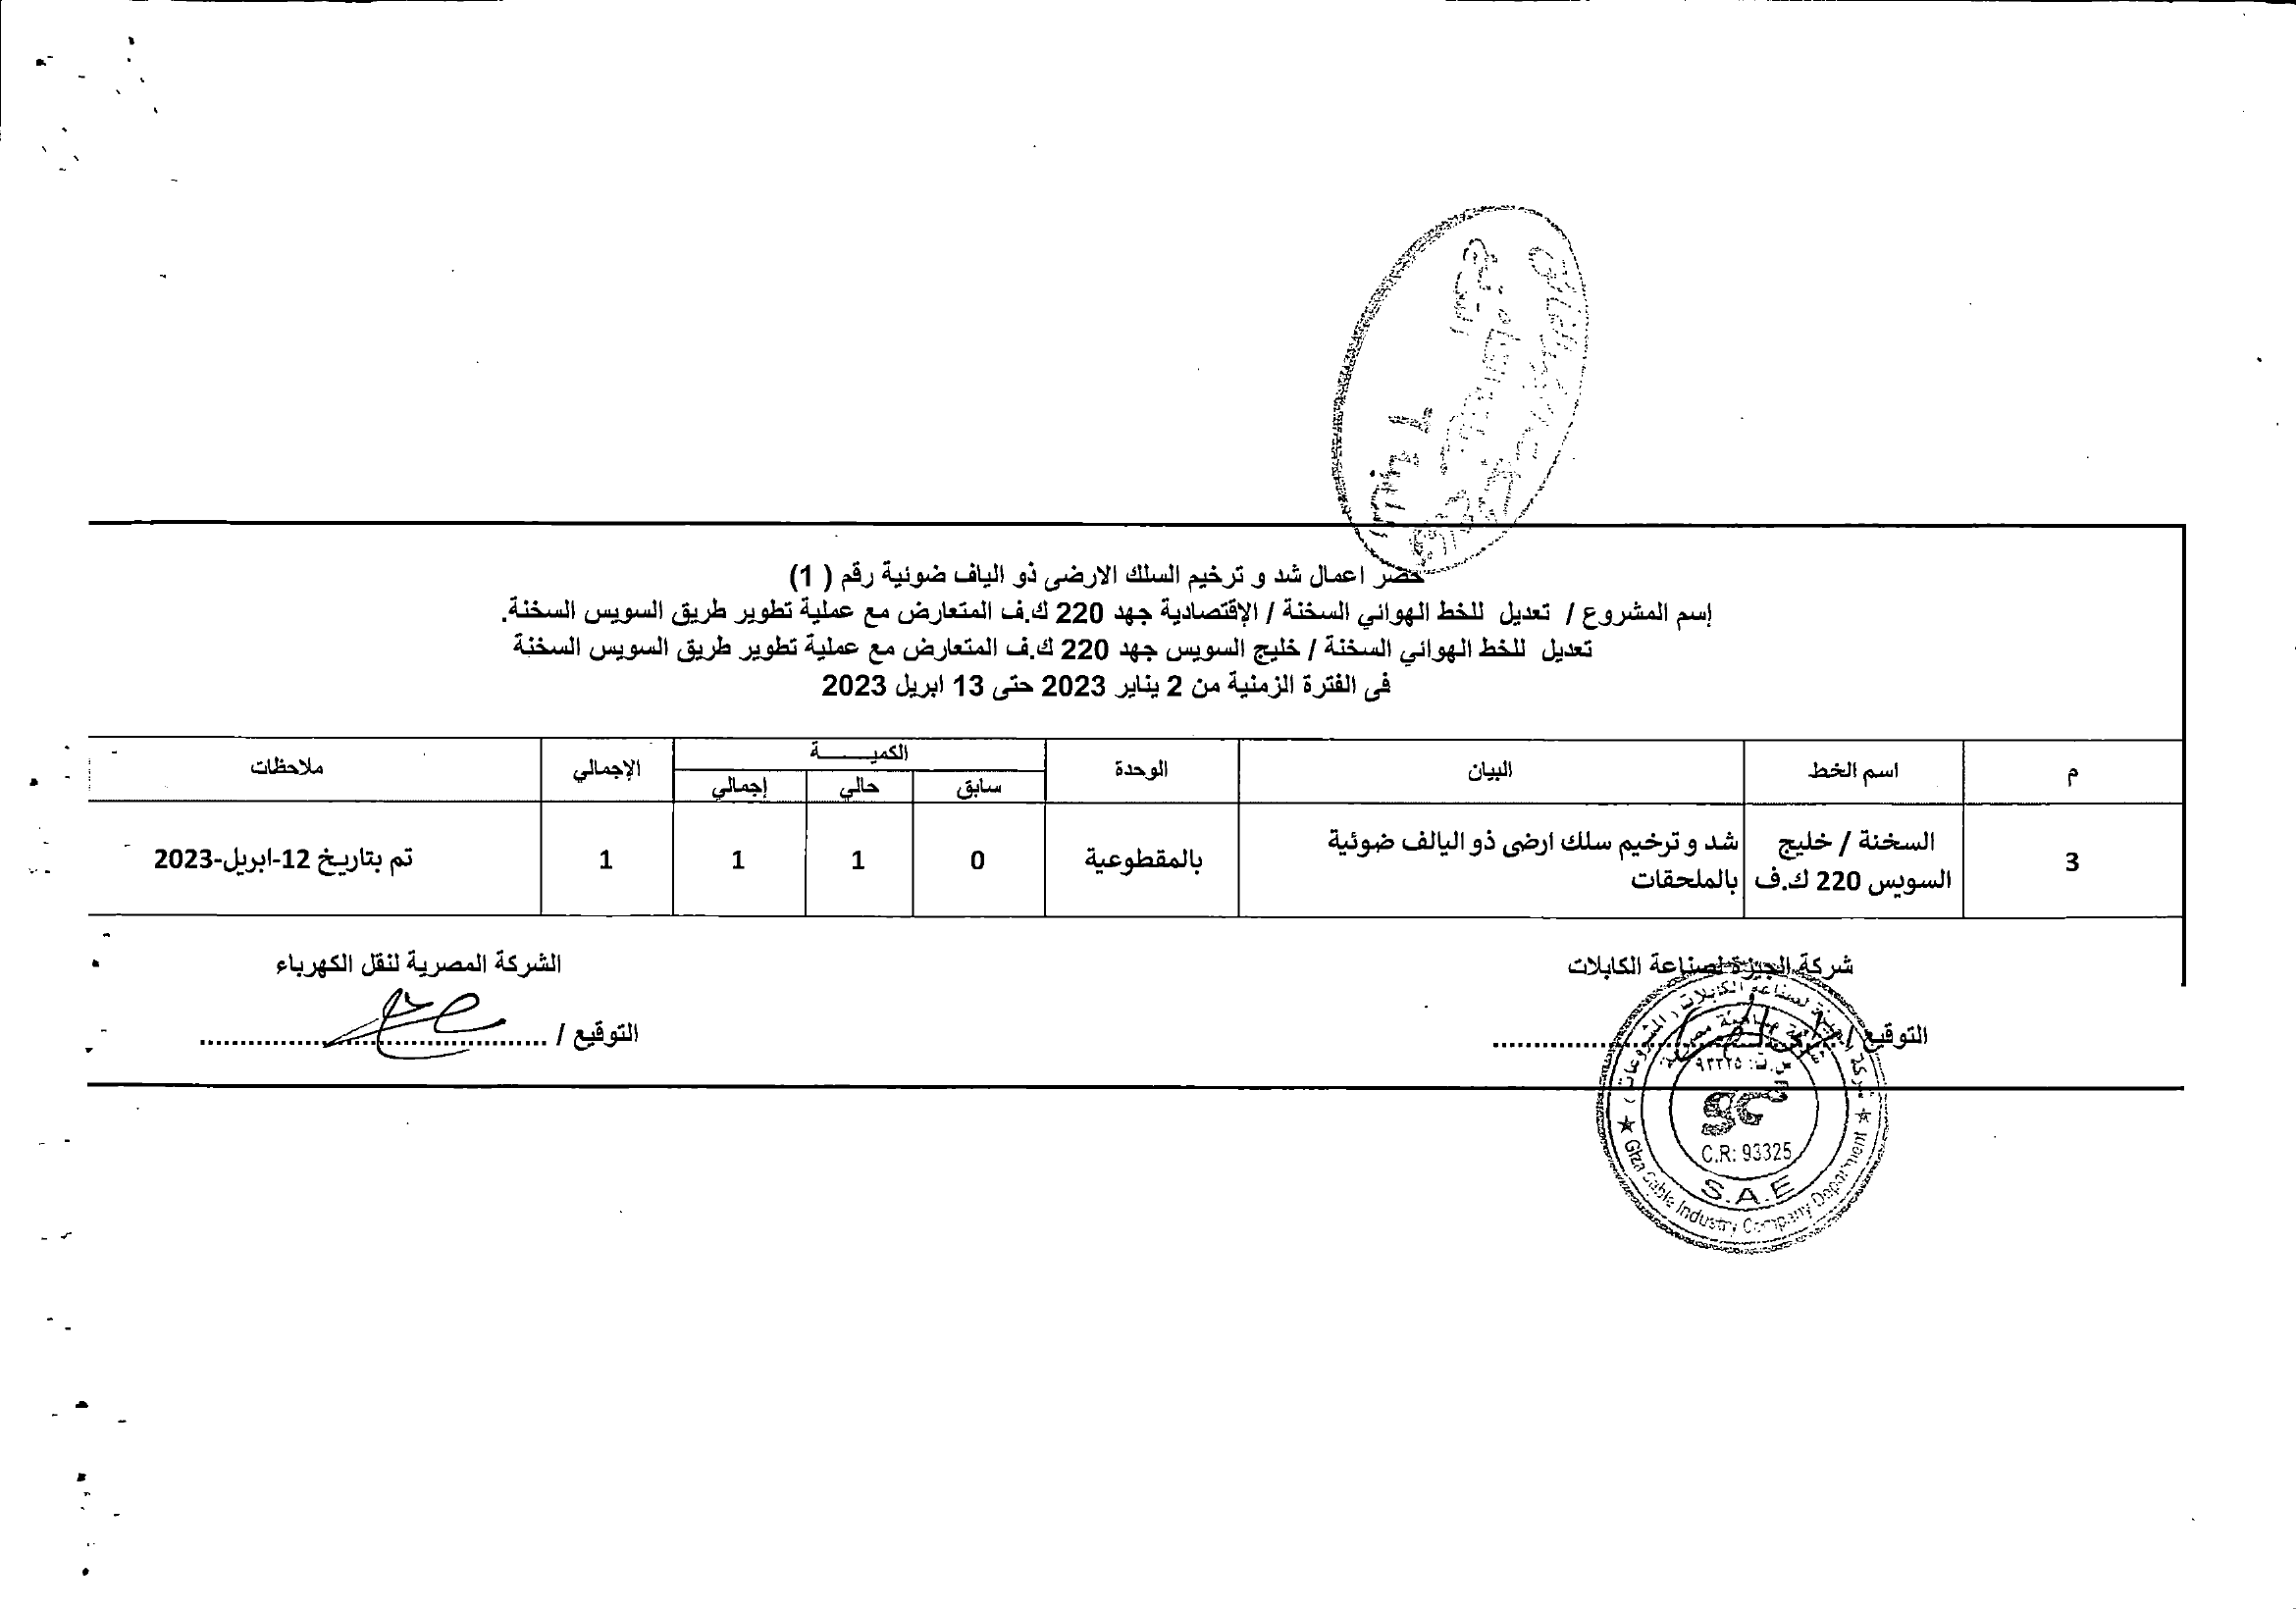 حصر اعمال شد و ترخيم السلك الارضى ذو الياف ضوئية رقم ( 1)
إسم المشروع / تعديل للخط الهوائي السخنة / الإقتصادية جهد 220 ك.ف المتعارض مع عملية تطوير طريق السويس السخنة.
تعديل للخط الهوائي السخنة / خليج السويس جهد 220 ك.ف المتعارض مع عملية تطوير طريق السويس السخنة
فى الفترة الزمنية من 2 يناير 2023 حتى 13 ابريل 2023
م اسم الخط البيان الوحدة الكميـــــة الإجمالي ملاحظات
سابق حالي إجمالي
3 السخنة / خليج السويس 220 ك.ف شد و ترخيم سلك ارضى ذو اليالف ضوئية بالملحقات بالمقطوعية 0 1 1 1 تم بتاريخ 12-ابريل-2023
شركة الجيزة لصناعة الكابلات الشركة المصرية لنقل الكهرباء
التوقيع / التوقيع /
س.ت: ٩٣٣٢٥
C.R: 93325
S.A.E
Giza Cable Industry Company